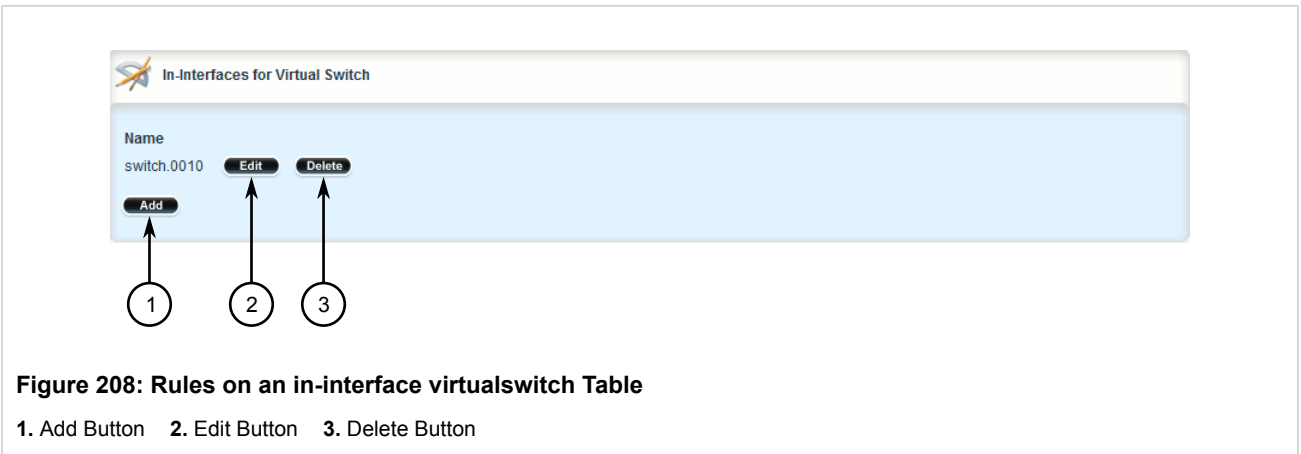 In-Interfaces for Virtual Switch
Name
switch.0010 Edit Delete
Add
1 2 3
Figure 208: Rules on an in-interface virtualswitch Table
1. Add Button 2. Edit Button 3. Delete Button